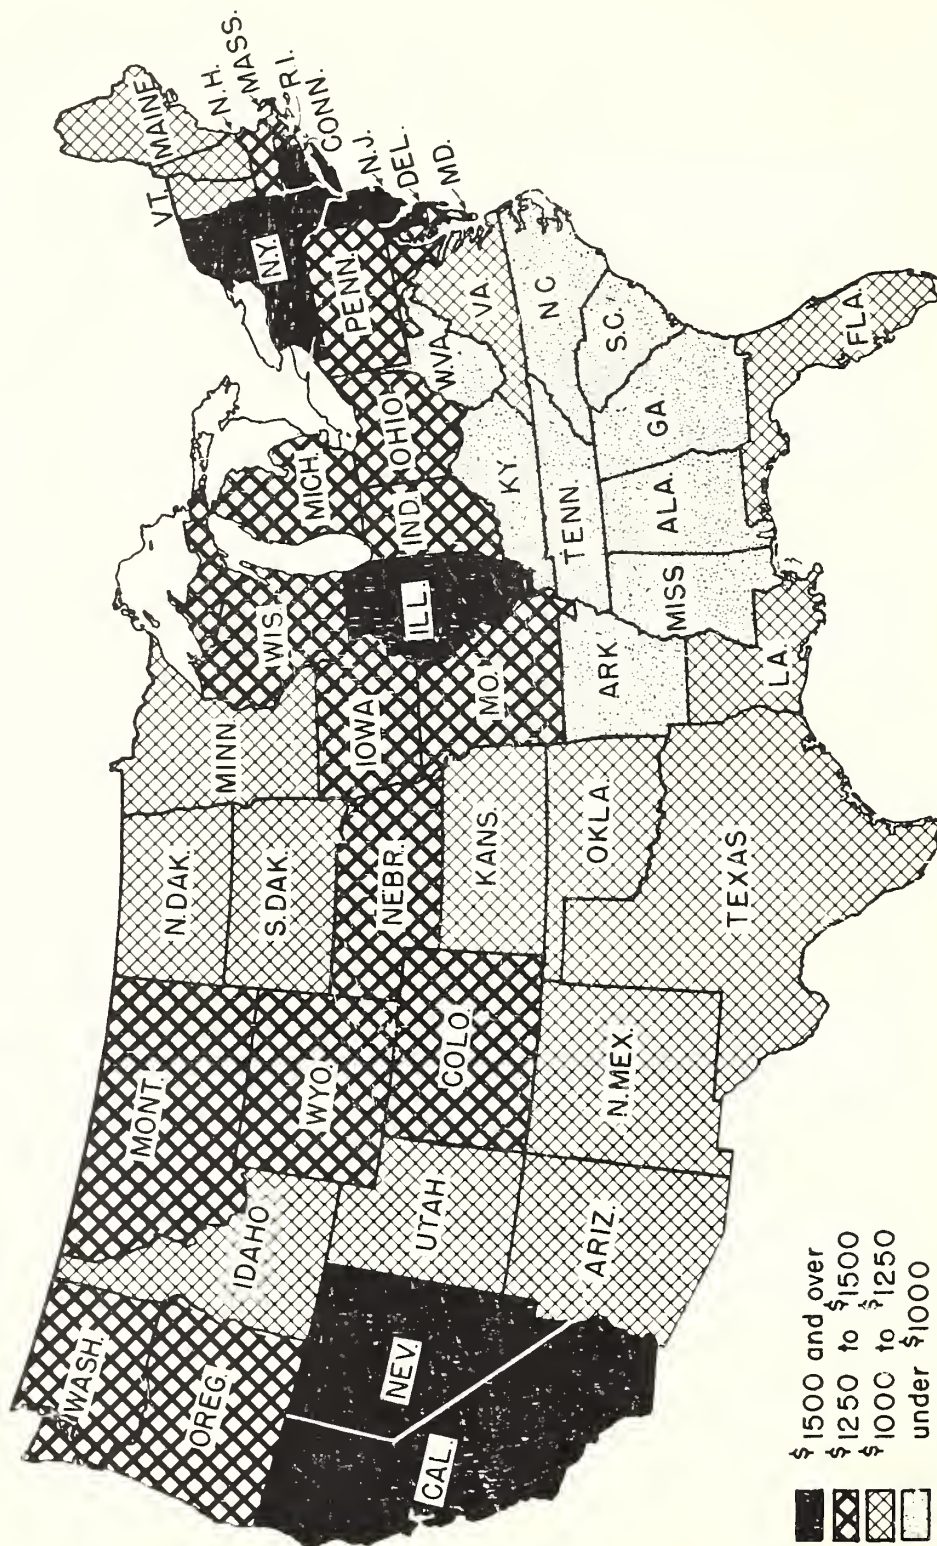 WASH.
OREG.
CAL.
NEV.
IDAHO
MONT.
WYO.
UTAH
COLO.
ARIZ.
N.MEX.
N.DAK.
S.DAK.
NEBR.
KANS.
OKLA.
TEXAS
MINN
IOWA
MO.
ARK
LA.
WIS.
ILL.
MICH.
IND.
OHIO
KY
TENN.
MISS
ALA.
GA
FLA.
S.C.
N C
VA.
W.VA.
PENN.
N.Y.
VT.
MAINE
N.H.
MASS.
R.I.
CONN.
N.J.
DEL.
MD.
$1500 and over
$1250 to $1500
$1000 to $1250
under $1000